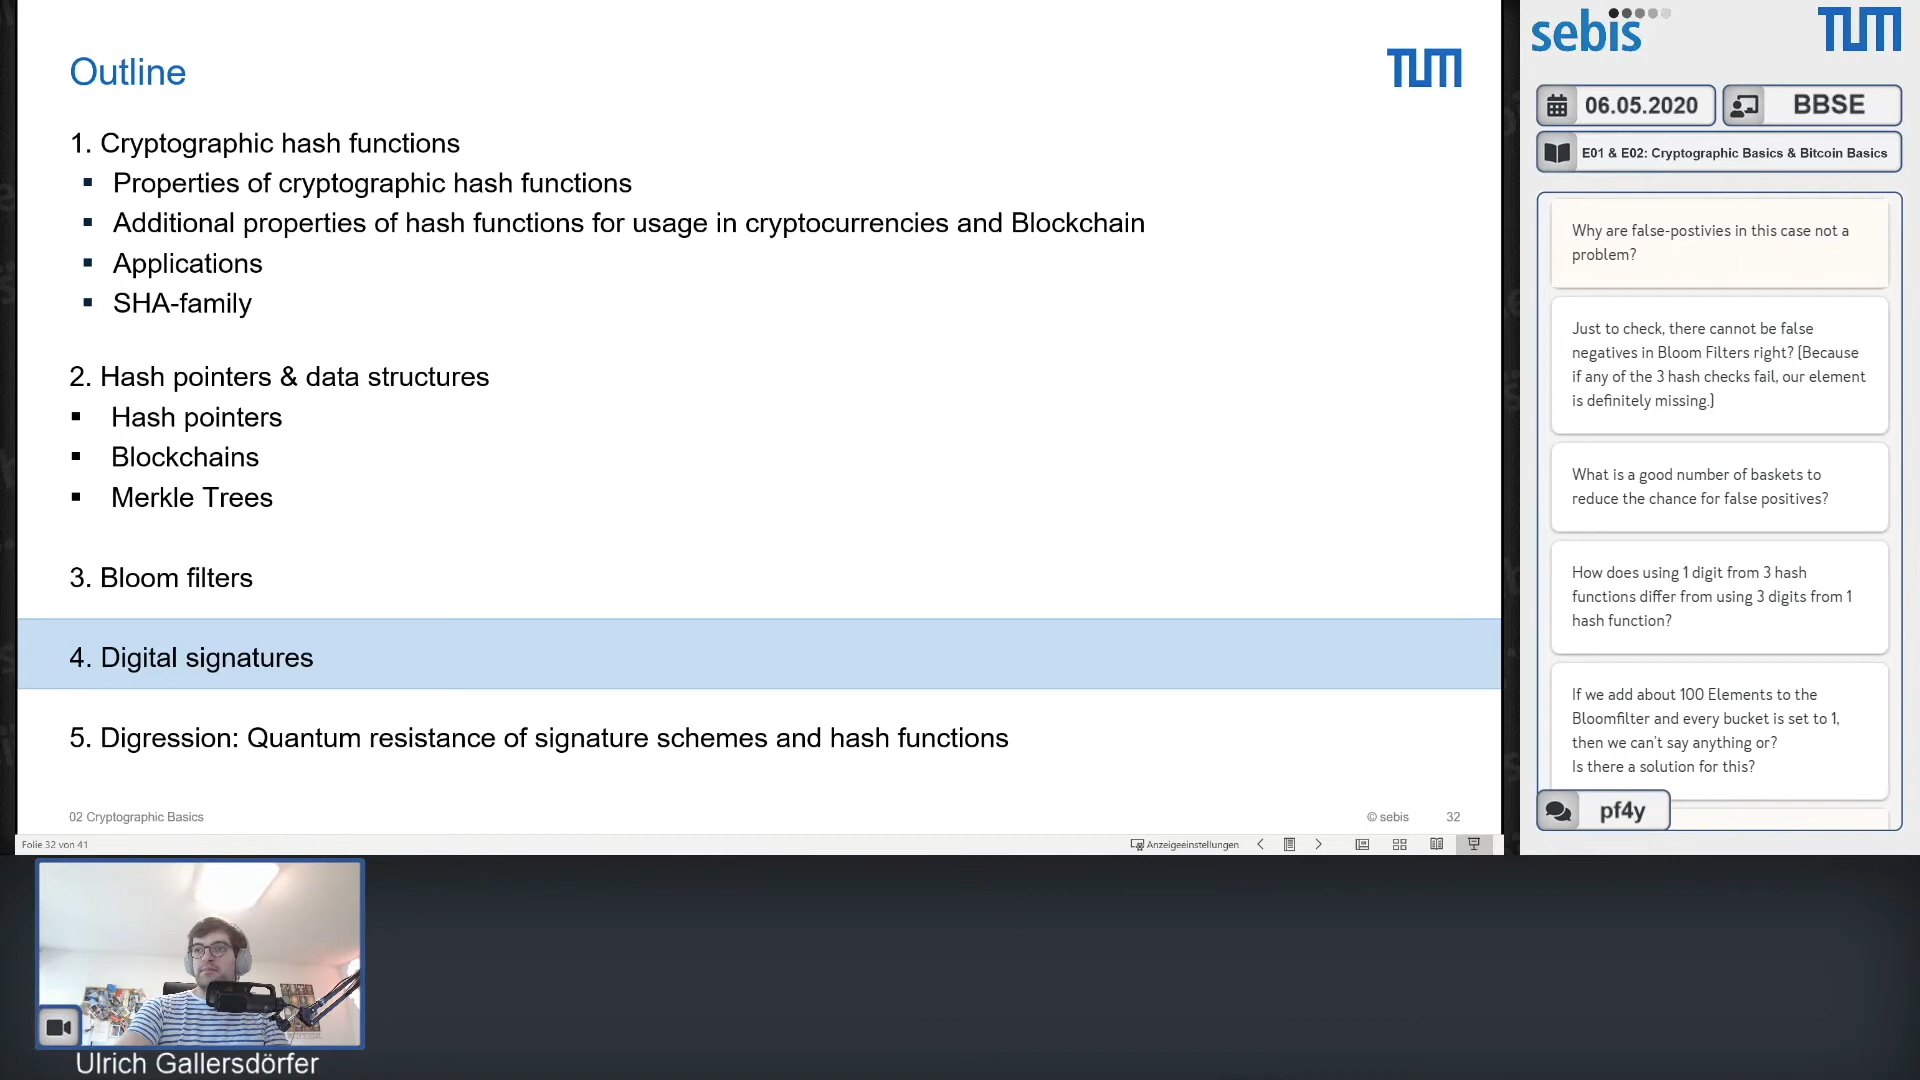 Outline
TUM
1. Cryptographic hash functions
▪ Properties of cryptographic hash functions
▪ Additional properties of hash functions for usage in cryptocurrencies and Blockchain
▪ Applications
▪ SHA-family
2. Hash pointers & data structures
▪ Hash pointers
▪ Blockchains
▪ Merkle Trees
3. Bloom filters
4. Digital signatures
5. Digression: Quantum resistance of signature schemes and hash functions
02 Cryptographic Basics
© sebis
32
Folie 32 von 41
Anzeigeeinstellungen
sebis
TUM
06.05.2020
BBSE
E01 & E02: Cryptographic Basics & Bitcoin Basics
Why are false-postivies in this case not a
problem?
Just to check, there cannot be false
negatives in Bloom Filters right? [Because
if any of the 3 hash checks fail, our element
is definitely missing.]
What is a good number of baskets to
reduce the chance for false positives?
How does using 1 digit from 3 hash
functions differ from using 3 digits from 1
hash function?
If we add about 100 Elements to the
Bloomfilter and every bucket is set to 1,
then we can't say anything or?
Is there a solution for this?
pf4y
Ulrich Gallersdörfer